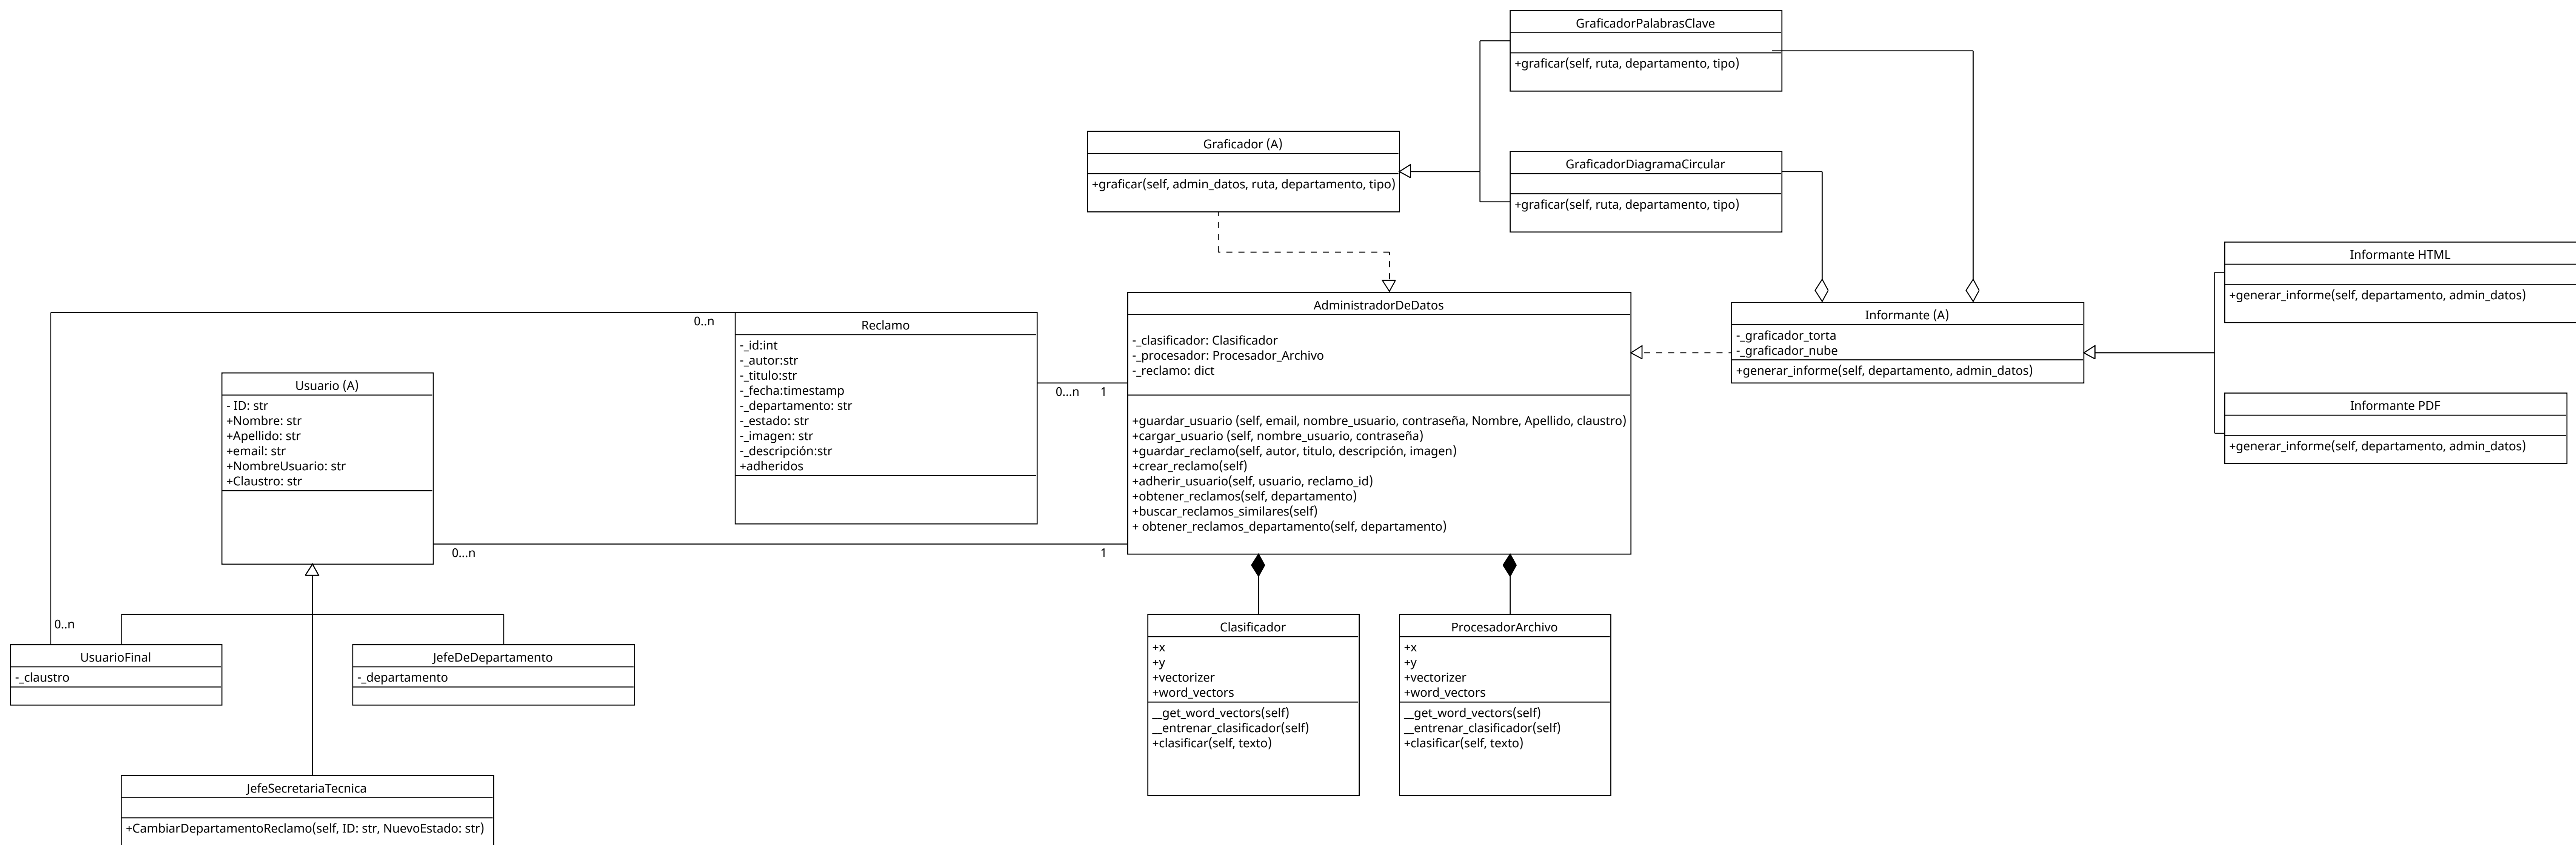 GraficadorPalabrasClave
+graficar(self, ruta, departamento, tipo)
Graficador (A)
+graficar(self, admin_datos, ruta, departamento, tipo)
GraficadorDiagramaCircular
+graficar(self, ruta, departamento, tipo)
Informante HTML
+generar_informe(self, departamento, admin_datos)
Informante (A)
-_graficador_torta
-_graficador_nube
+generar_informe(self, departamento, admin_datos)
Informante PDF
+generar_informe(self, departamento, admin_datos)
AdministradorDeDatos
-_clasificador: Clasificador
-_procesador: Procesador_Archivo
-_reclamo: dict
+guardar_usuario (self, email, nombre_usuario, contraseña, Nombre, Apellido, claustro)
+cargar_usuario (self, nombre_usuario, contraseña)
+guardar_reclamo(self, autor, titulo, descripción, imagen)
+crear_reclamo(self)
+adherir_usuario(self, usuario, reclamo_id)
+obtener_reclamos(self, departamento)
+buscar_reclamos_similares(self)
+ obtener_reclamos_departamento(self, departamento)
0..n
Reclamo
-_id:int
-_autor:str
-_titulo:str
-_fecha:timestamp
-_departamento: str
-_estado: str
-_imagen: str
-_descripción:str
+adheridos
0...n
1
Usuario (A)
- ID: str
+Nombre: str
+Apellido: str
+email: str
+NombreUsuario: str
+Claustro: str
0...n
1
0..n
UsuarioFinal
-_claustro
JefeDeDepartamento
-_departamento
Clasificador
+x
+y
+vectorizer
+word_vectors
__get_word_vectors(self)
__entrenar_clasificador(self)
+clasificar(self, texto)
ProcesadorArchivo
+x
+y
+vectorizer
+word_vectors
__get_word_vectors(self)
__entrenar_clasificador(self)
+clasificar(self, texto)
JefeSecretariaTecnica
+CambiarDepartamentoReclamo(self, ID: str, NuevoEstado: str)